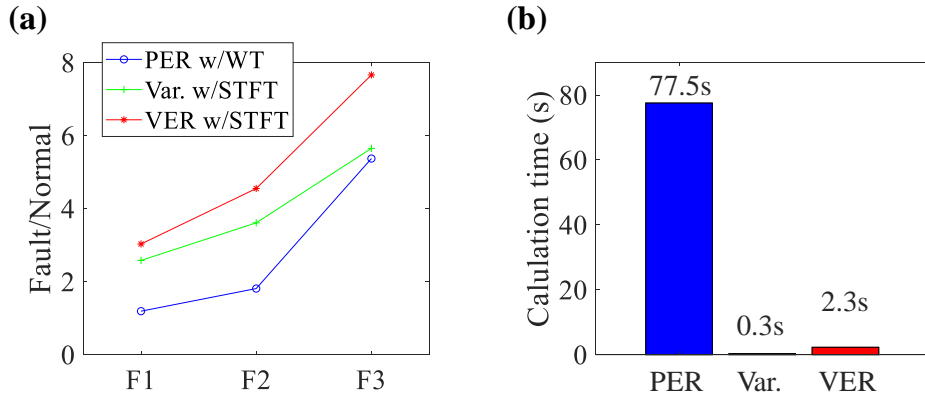 (a)
PER w/WT
Var. w/STFT
VER w/STFT
Fault/Normal
8
6
4
2
0
F1 F2 F3
(b)
Calulation time (s)
80
60
40
20
0
77.5s
0.3s
2.3s
PER Var. VER